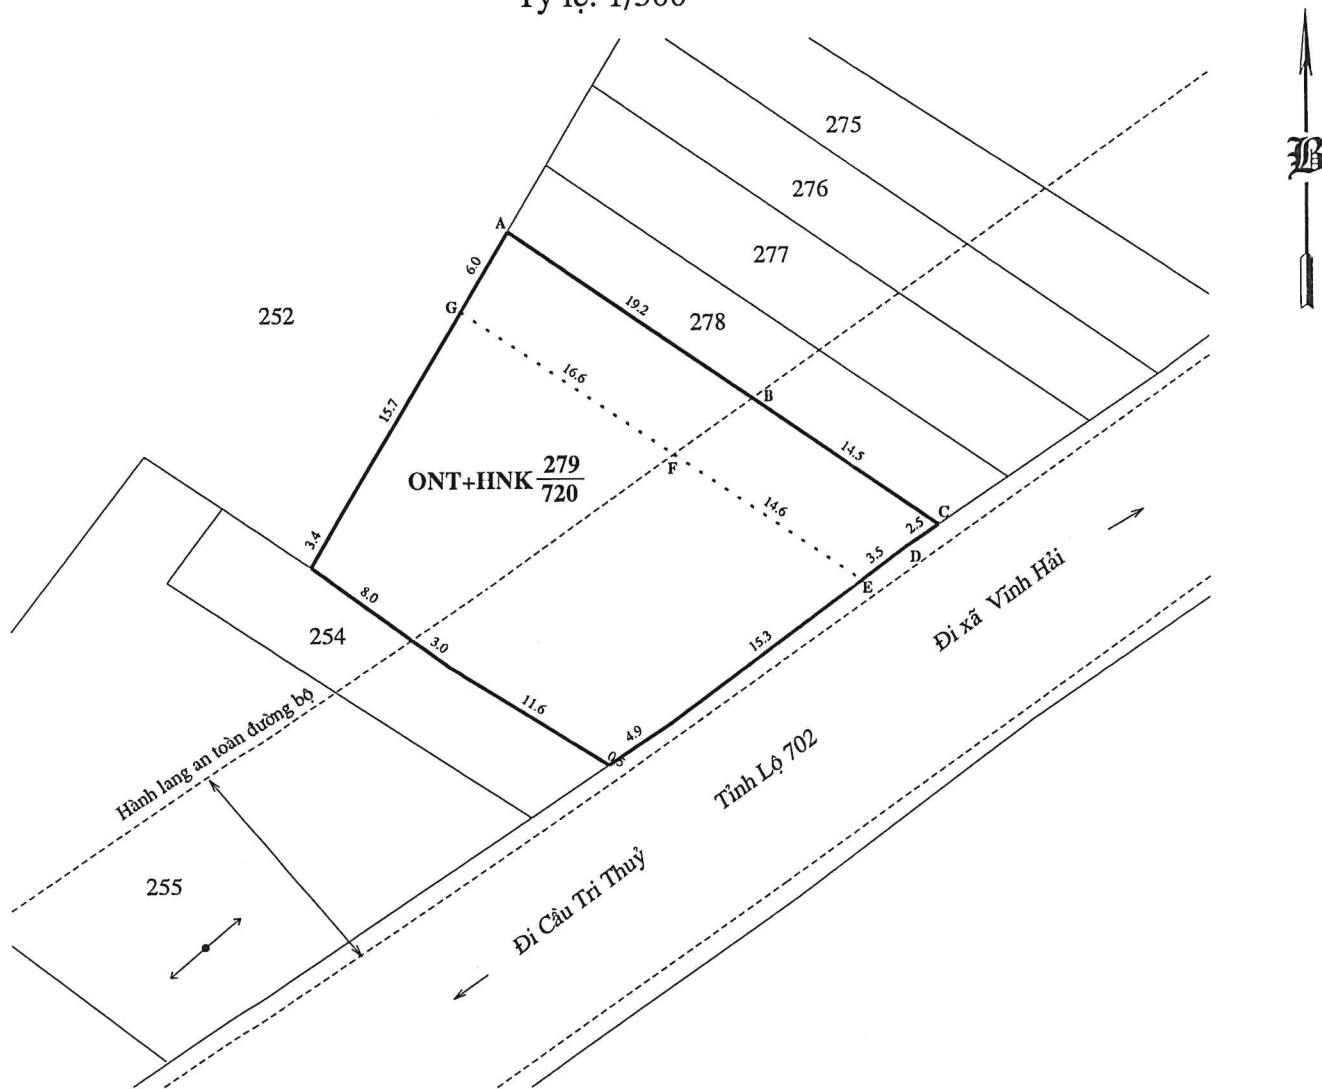 Tỷ lệ: 1/500
B
275
276
277
278
252
A
6.0
G
19.2
16.6
15.7
B
14.5
ONT+HNK 279/720
F
14.6
C
2.5
D
3.5
E
3.4
8.0
3.0
254
11.6
15.3
4.9
0.5
Đi xã Vĩnh Hải
Hành lang an toàn đường bộ
Tỉnh Lộ 702
255
Đi Cầu Tri Thuỷ